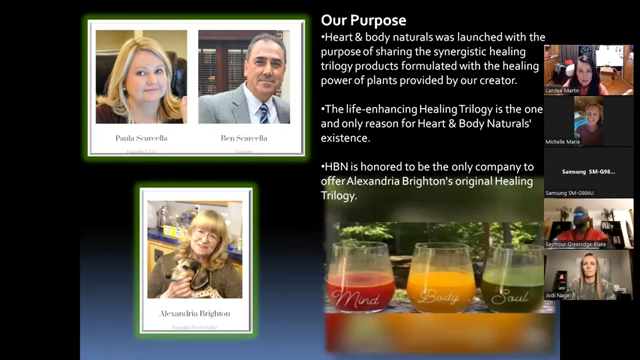 Our Purpose
•Heart & body naturals was launched with the
purpose of sharing the synergistic healing
trilogy products formulated with the healing
power of plants provided by our creator.
•The life-enhancing Healing Trilogy is the one
and only reason for Heart & Body Naturals'
existence.
•HBN is honored to be the only company to
offer Alexandria Brighton's original Healing
Trilogy.
Paula Scarcella
Ben Scarcella
Alexandria Brighton
Mind
Body
Soul
Landee Martin
Michelle Marie
Samsung SM-G98...
Samsung SM-G986U
Seymour Greenidge-Blake
Jodi Nagel